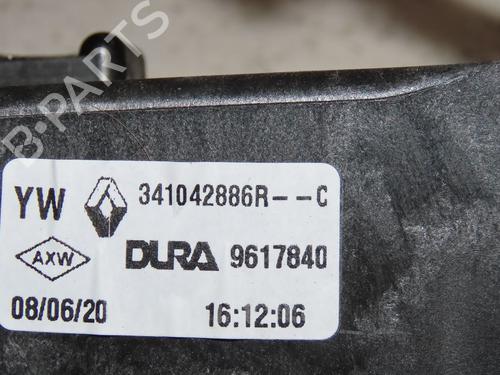 B-PARTS
YW 341042886R--C
AXW DURA 9617840
08/06/20 16:12:06